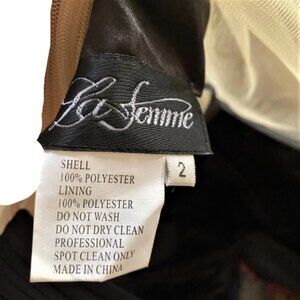 La Femme
2
SHELL
100% POLYESTER
LINING
100% POLYESTER
DO NOT WASH
DO NOT DRY CLEAN
PROFESSIONAL
SPOT CLEAN ONLY
MADE IN CHINA